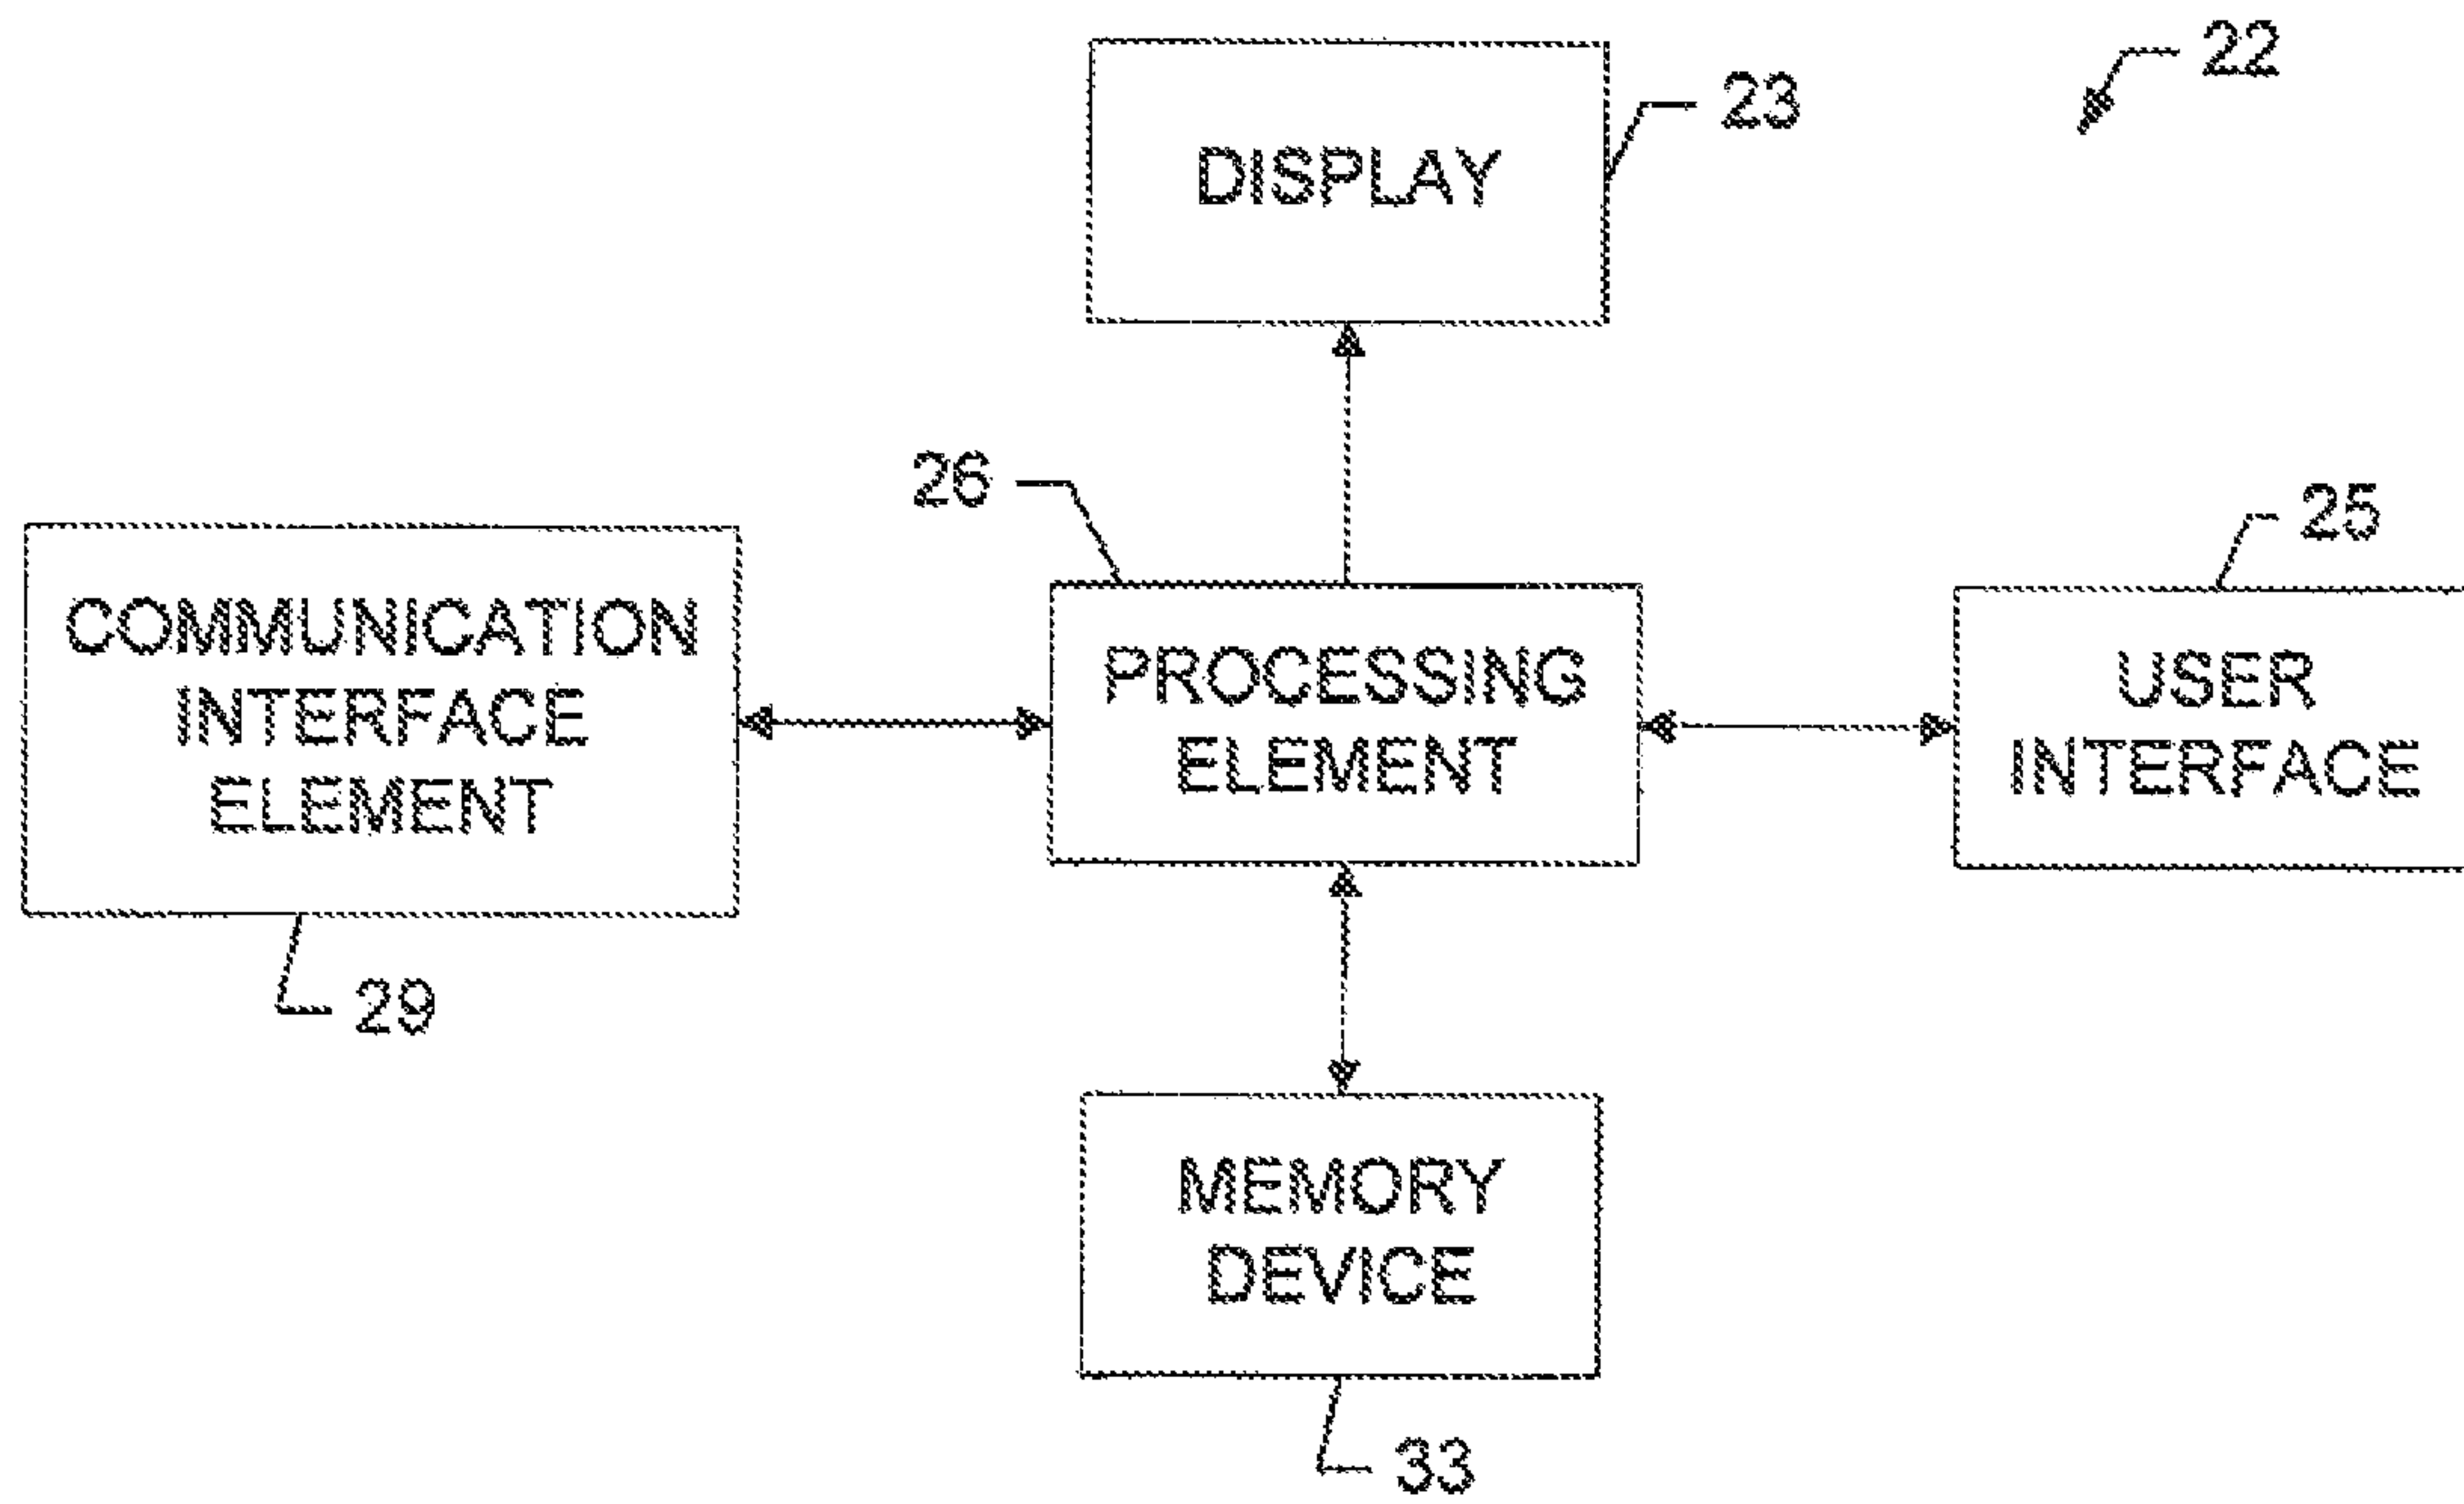 22
23
DISPLAY
26
25
COMMUNICATION
INTERFACE
ELEMENT
PROCESSING
ELEMENT
USER
INTERFACE
29
MEMORY
DEVICE
33